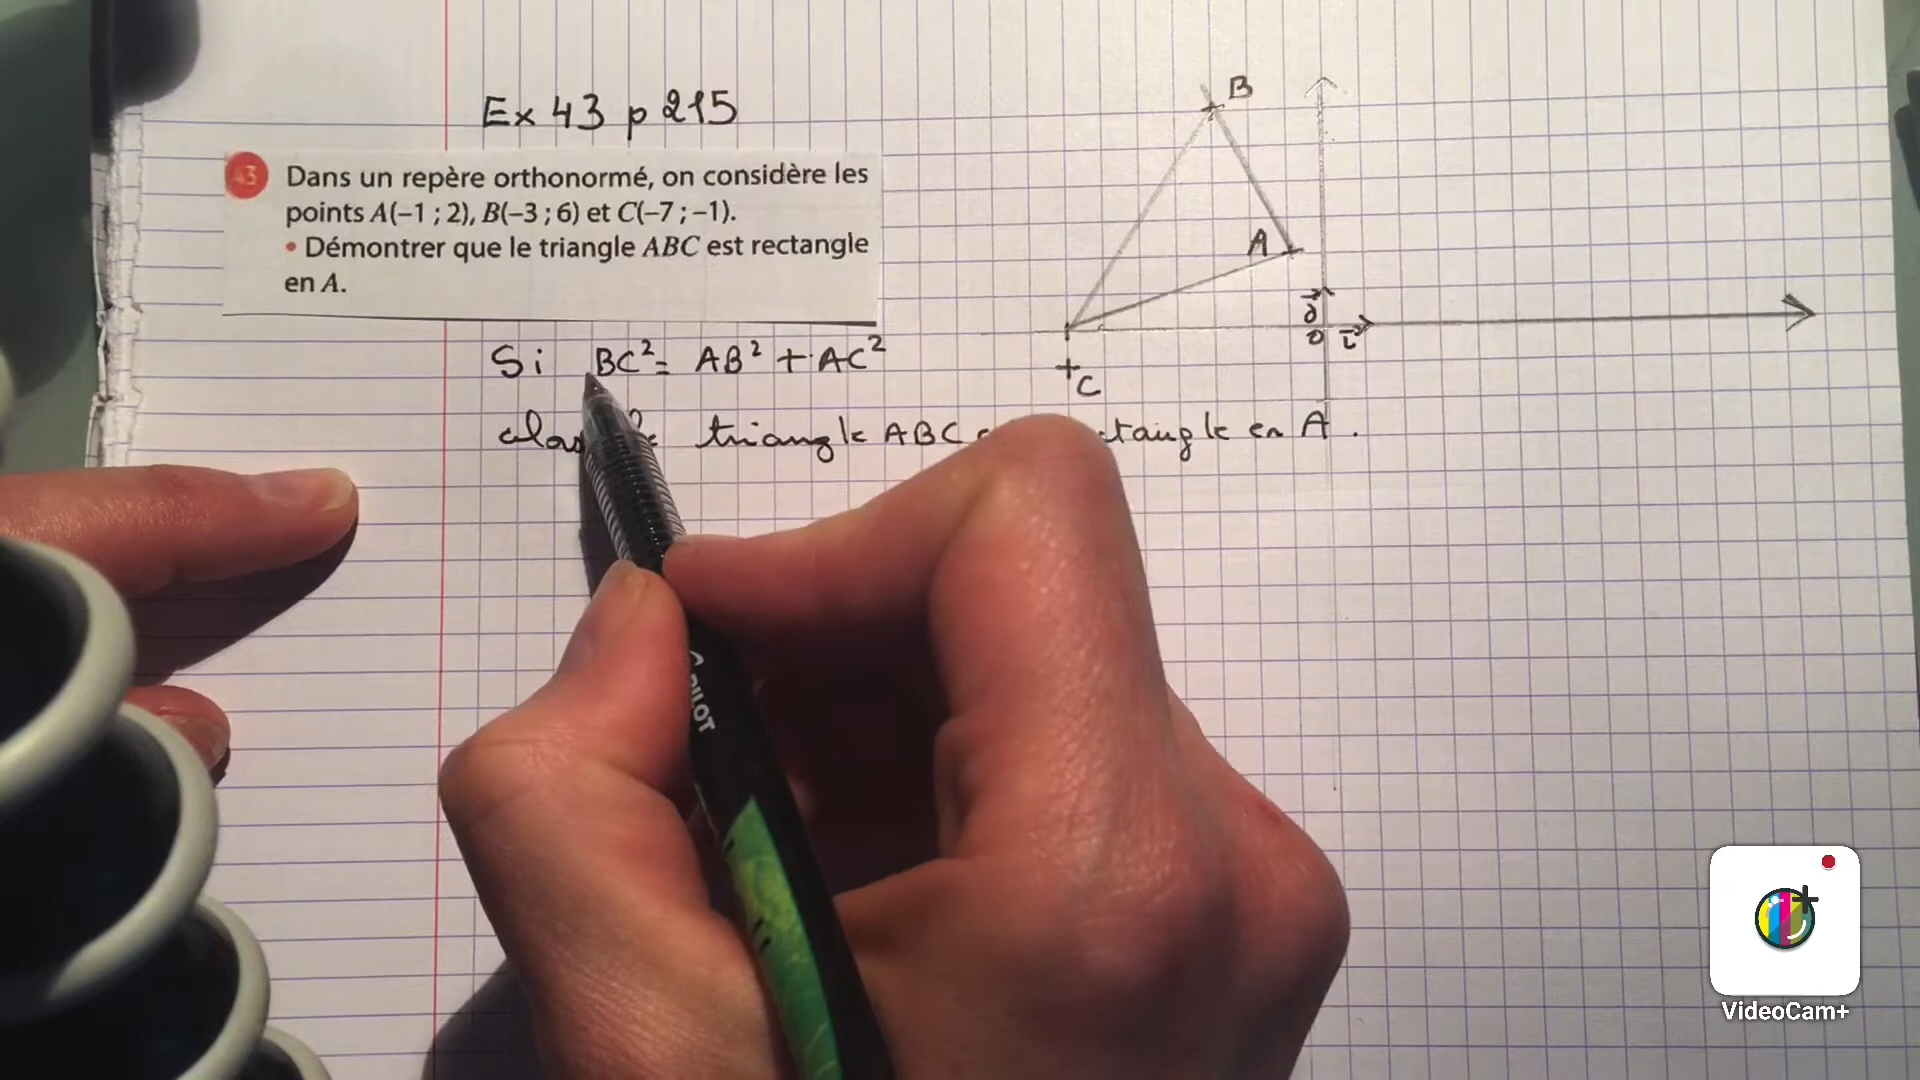 Ex 43 p 215
43 Dans un repère orthonormé, on considère les
points A(–1 ; 2), B(–3 ; 6) et C(–7 ; –1).
• Démontrer que le triangle ABC est rectangle
en A.
Si BC² = AB² + AC²
triangle ABC en A.
B
A
C
O
PILOT
VideoCam+